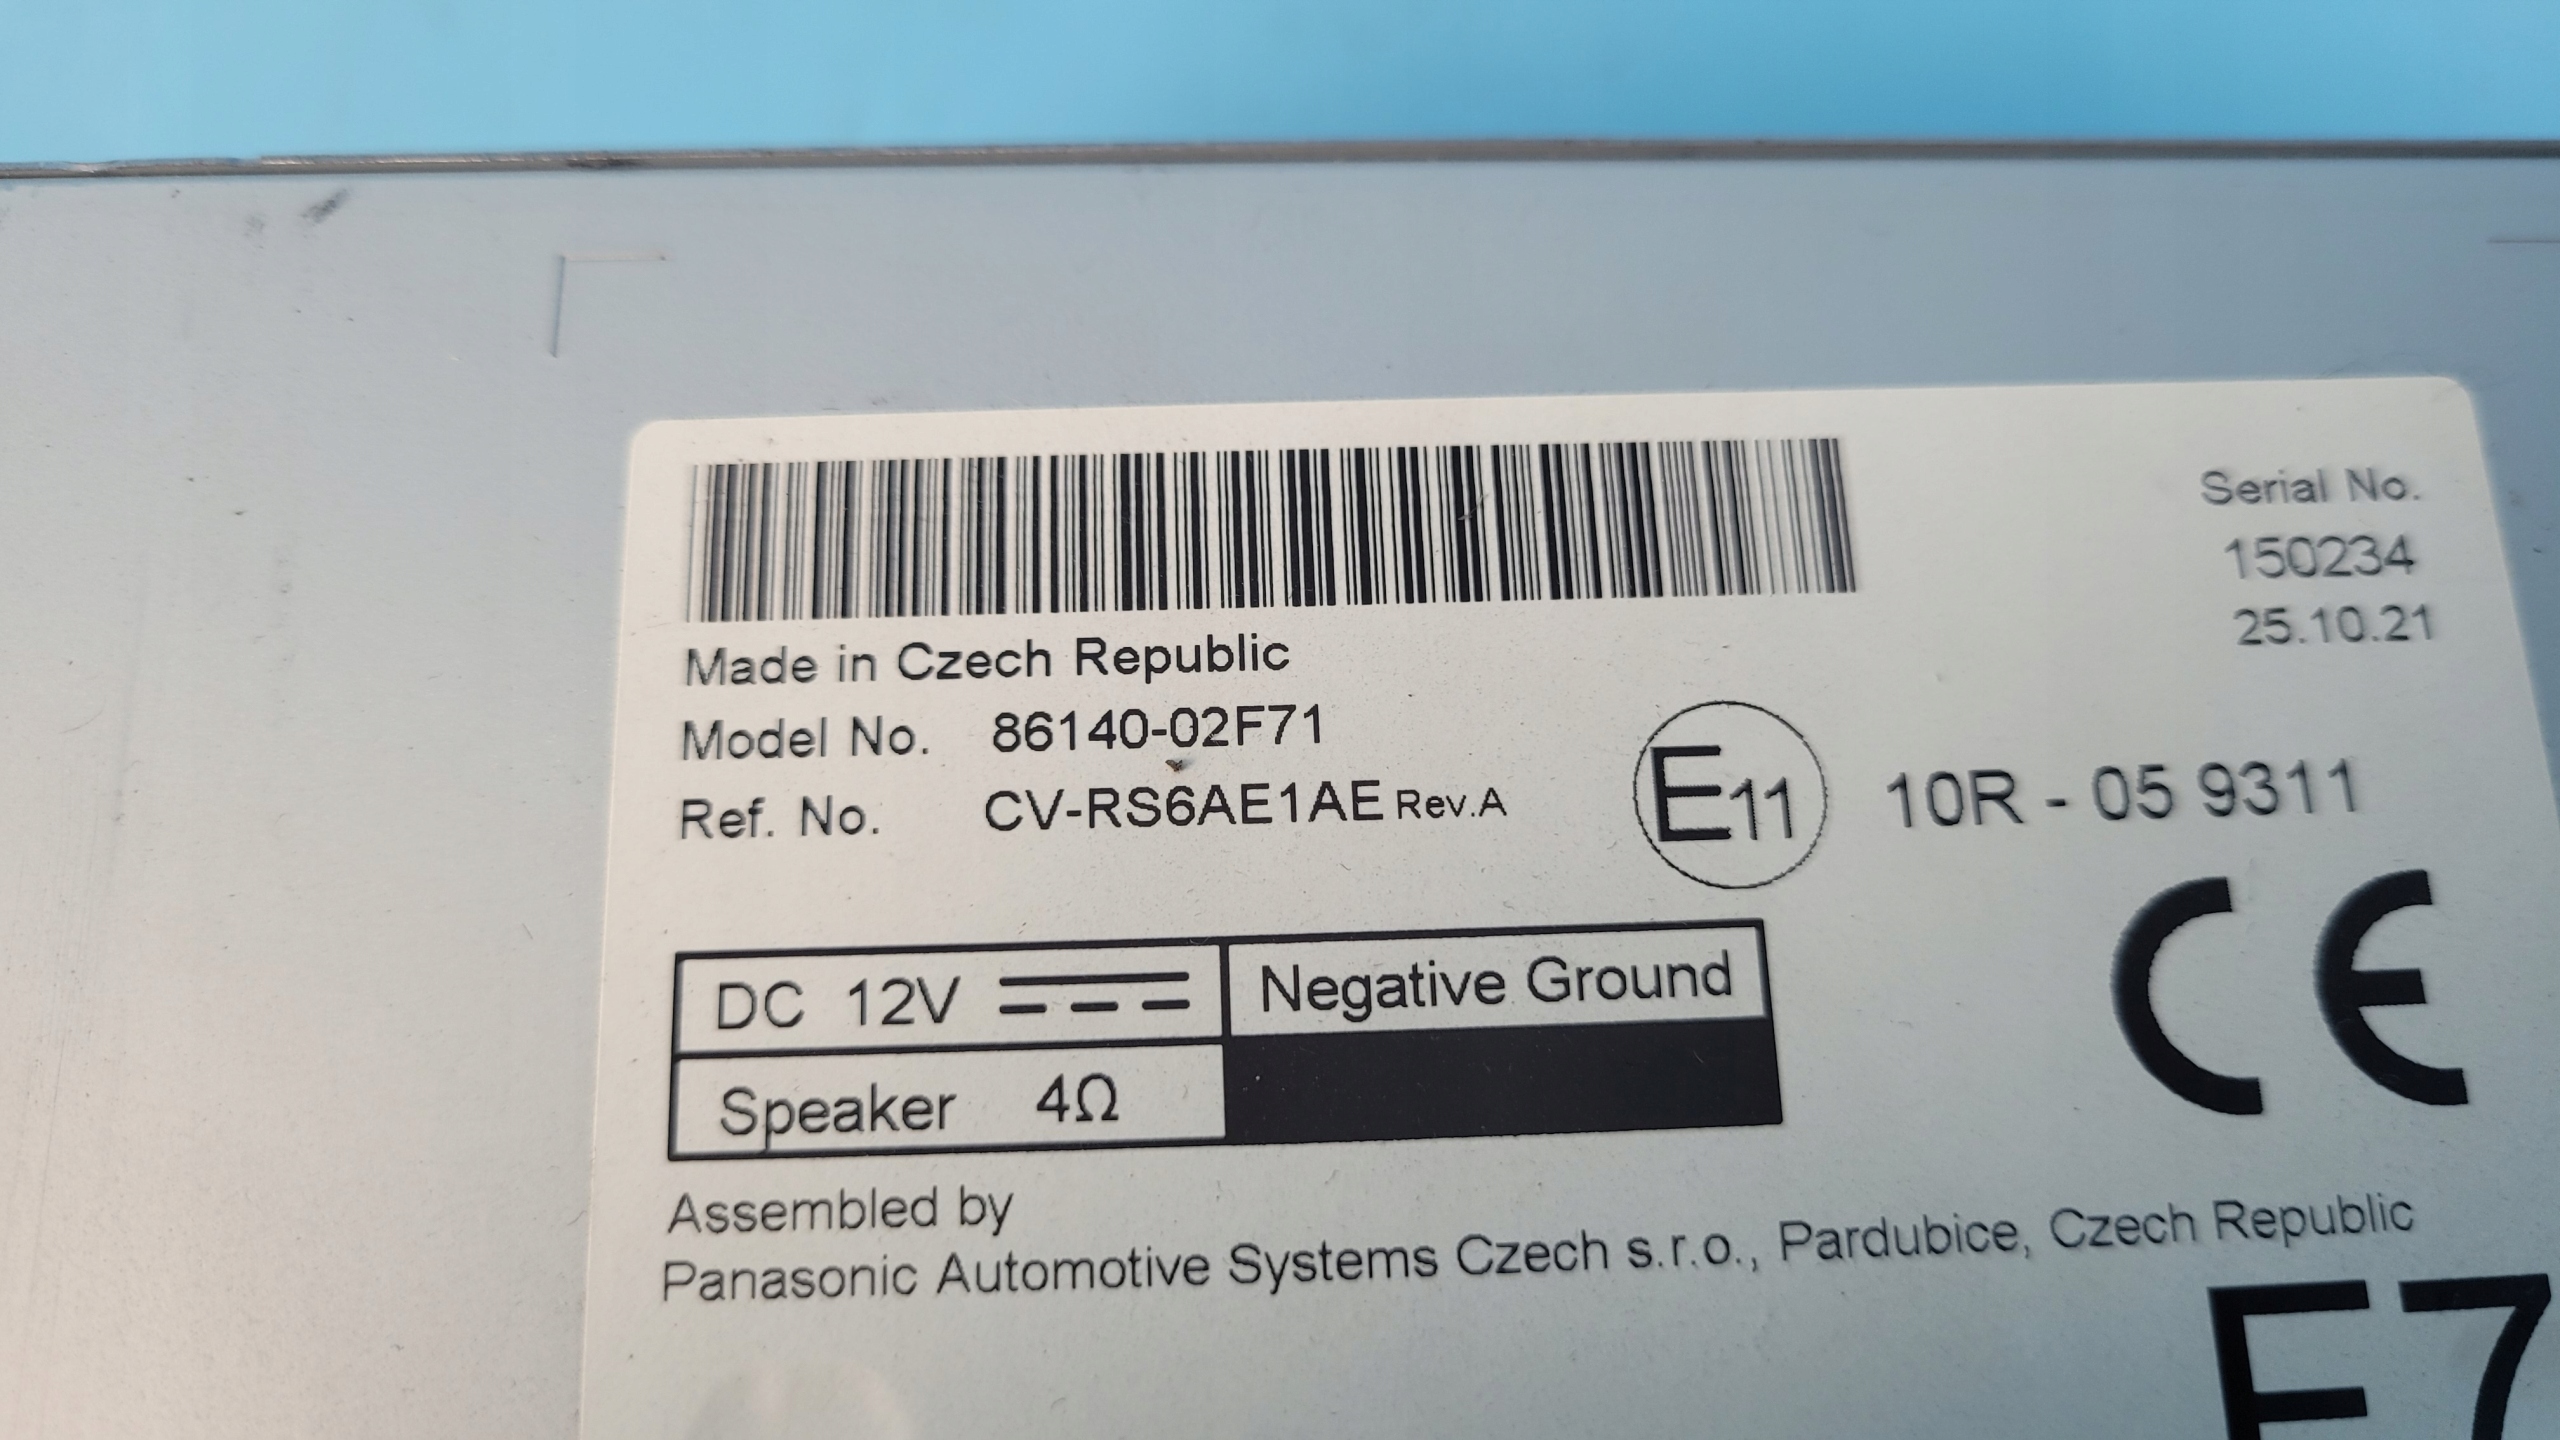 Serial No.
150234
25.10.21
Made in Czech Republic
Model No. 86140-02F71
Ref. No. CV-RS6AE1AE Rev.A
E11 10R - 05 9311
CE
DC 12V Negative Ground
Speaker 4Ω
Assembled by
Panasonic Automotive Systems Czech s.r.o., Pardubice, Czech Republic